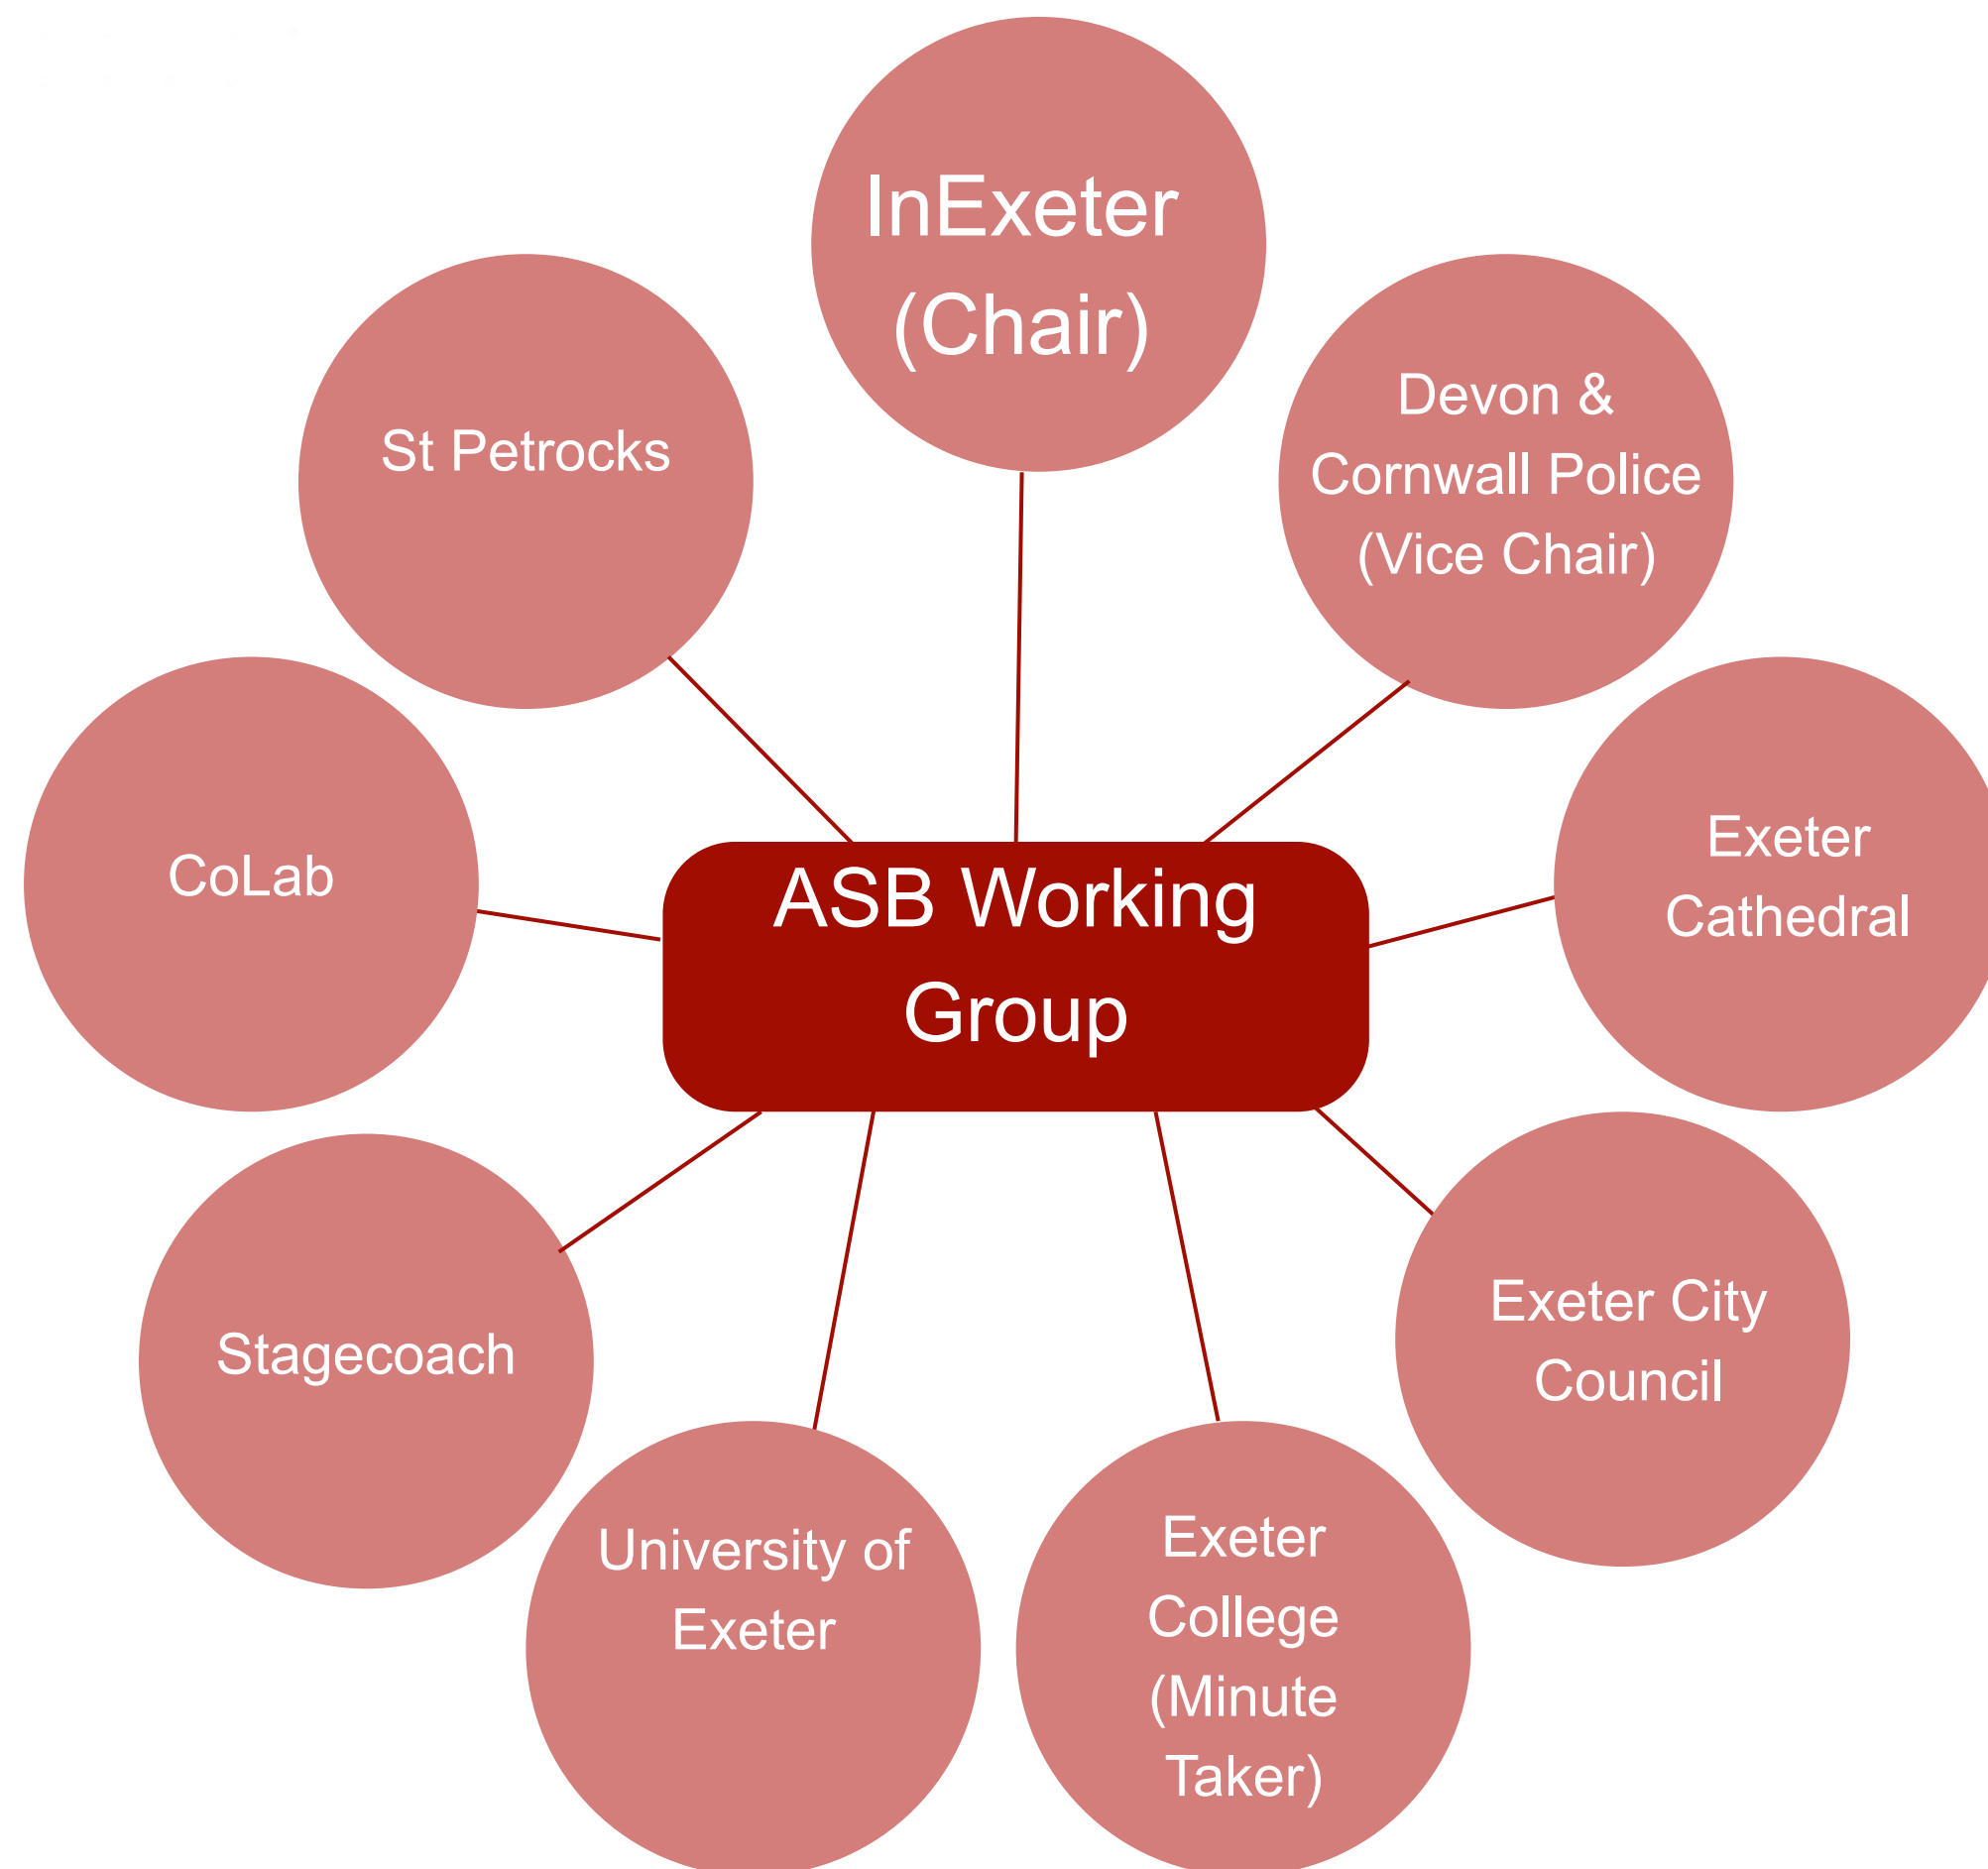 InExeter
(Chair)
Devon &
Cornwall Police
(Vice Chair)
St Petrocks
Exeter
Cathedral
CoLab
ASB Working
Group
Exeter City
Council
Stagecoach
Exeter
College
(Minute
Taker)
University of
Exeter